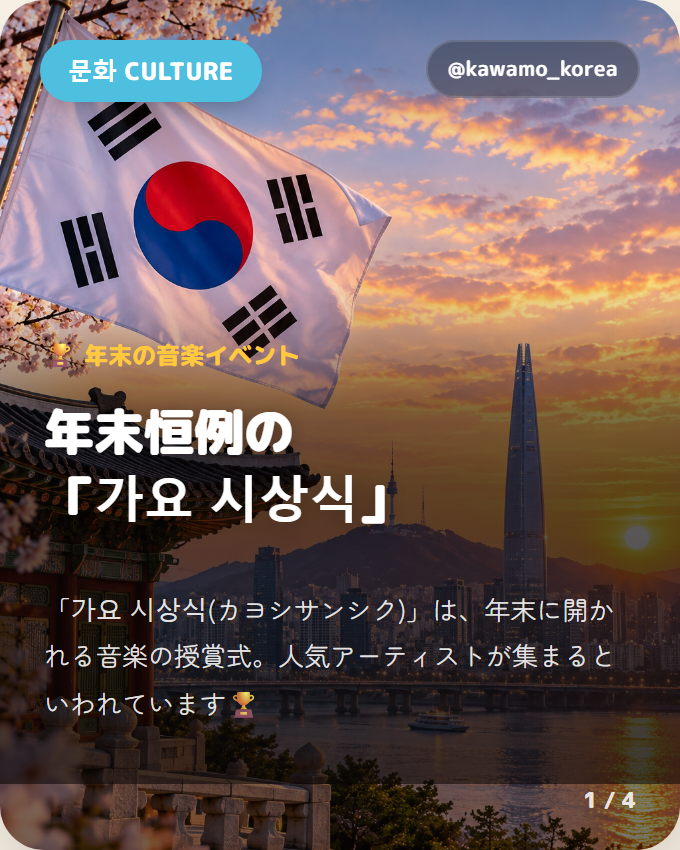 문화 CULTURE
@kawamo_korea
🏆 年末の音楽イベント
年末恒例の
「가요 시상식」
「가요 시상식(カヨシサンシク)」は、年末に開か
れる音楽の授賞式。人気アーティストが集まると
いわれています🏆
1 / 4